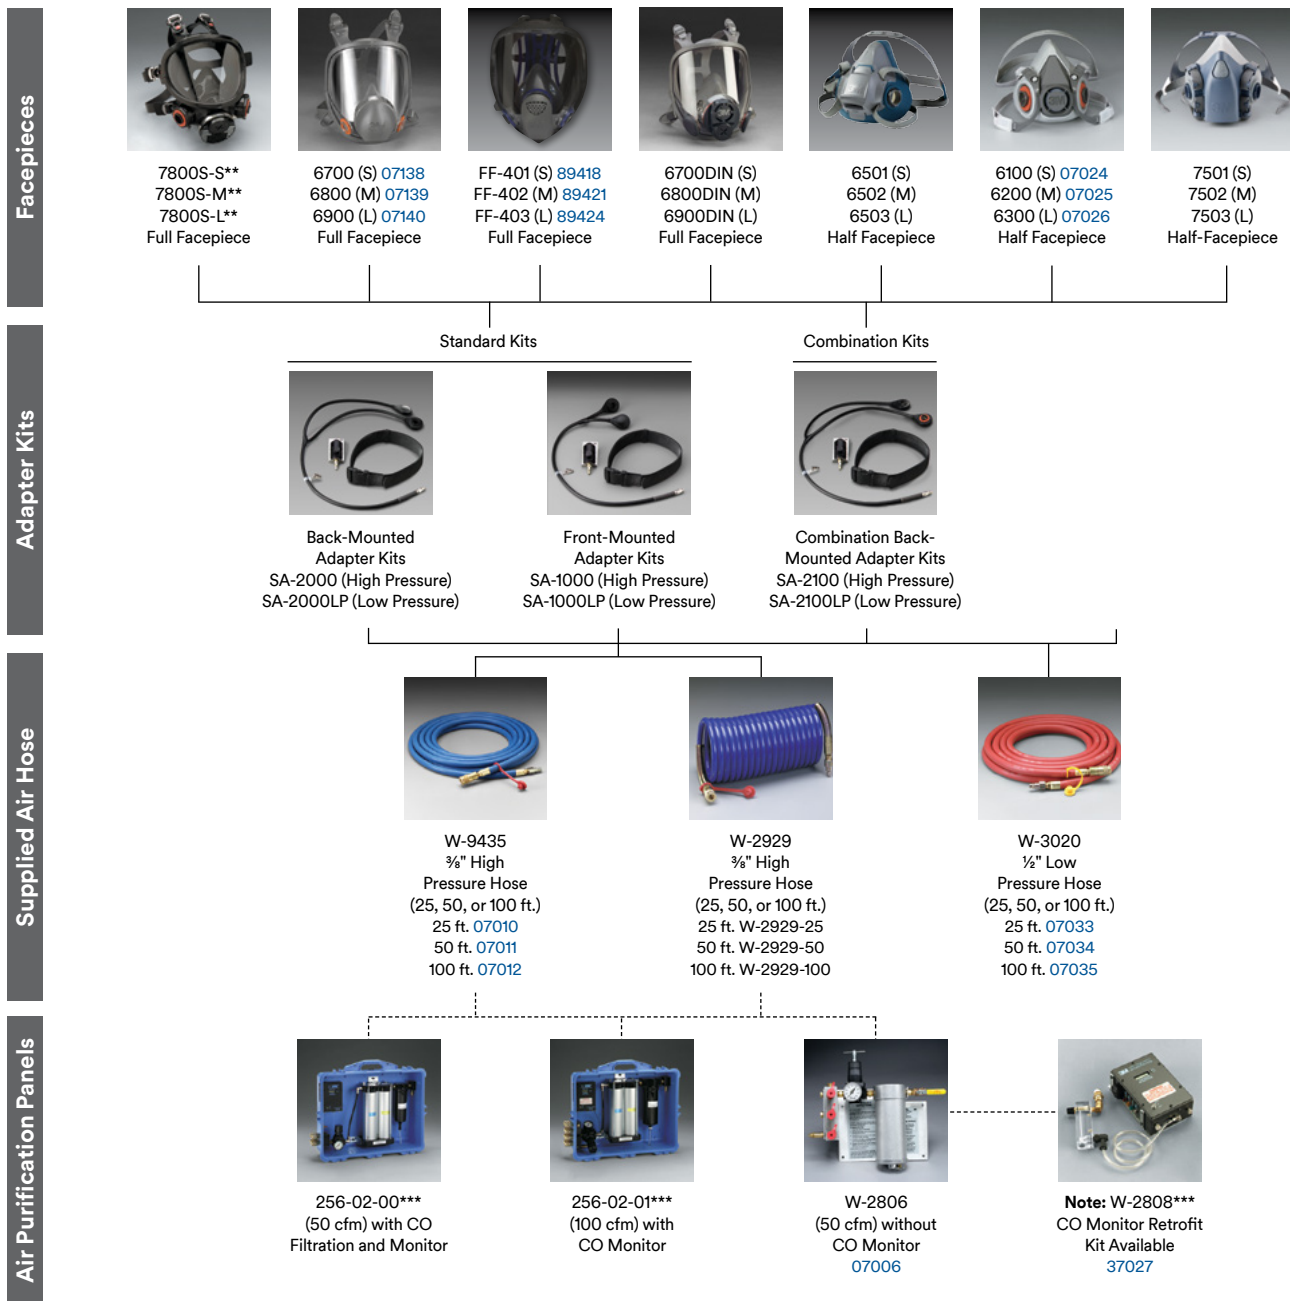 Facepieces
7800S-S**
7800S-M**
7800S-L**
Full Facepiece
6700 (S) 07138
6800 (M) 07139
6900 (L) 07140
Full Facepiece
FF-401 (S) 89418
FF-402 (M) 89421
FF-403 (L) 89424
Full Facepiece
6700DIN (S)
6800DIN (M)
6900DIN (L)
Full Facepiece
6501 (S)
6502 (M)
6503 (L)
Half Facepiece
6100 (S) 07024
6200 (M) 07025
6300 (L) 07026
Half Facepiece
7501 (S)
7502 (M)
7503 (L)
Half-Facepiece
Adapter Kits
Standard Kits
Combination Kits
Back-Mounted
Adapter Kits
SA-2000 (High Pressure)
SA-2000LP (Low Pressure)
Front-Mounted
Adapter Kits
SA-1000 (High Pressure)
SA-1000LP (Low Pressure)
Combination Back-
Mounted Adapter Kits
SA-2100 (High Pressure)
SA-2100LP (Low Pressure)
Supplied Air Hose
W-9435
⅜" High
Pressure Hose
(25, 50, or 100 ft.)
25 ft. 07010
50 ft. 07011
100 ft. 07012
W-2929
⅜" High
Pressure Hose
(25, 50, or 100 ft.)
25 ft. W-2929-25
50 ft. W-2929-50
100 ft. W-2929-100
W-3020
½" Low
Pressure Hose
(25, 50, or 100 ft.)
25 ft. 07033
50 ft. 07034
100 ft. 07035
Air Purification Panels
256-02-00***
(50 cfm) with CO
Filtration and Monitor
256-02-01***
(100 cfm) with
CO Monitor
W-2806
(50 cfm) without
CO Monitor
07006
Note: W-2808***
CO Monitor Retrofit
Kit Available
37027